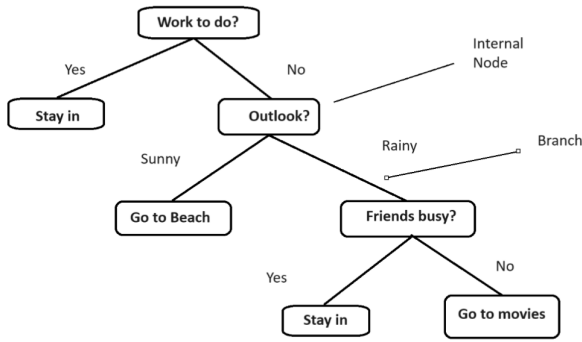 Work to do?
Yes
No
Internal
Node
Stay in
Outlook?
Sunny
Rainy
Branch
Go to Beach
Friends busy?
Yes
No
Stay in
Go to movies